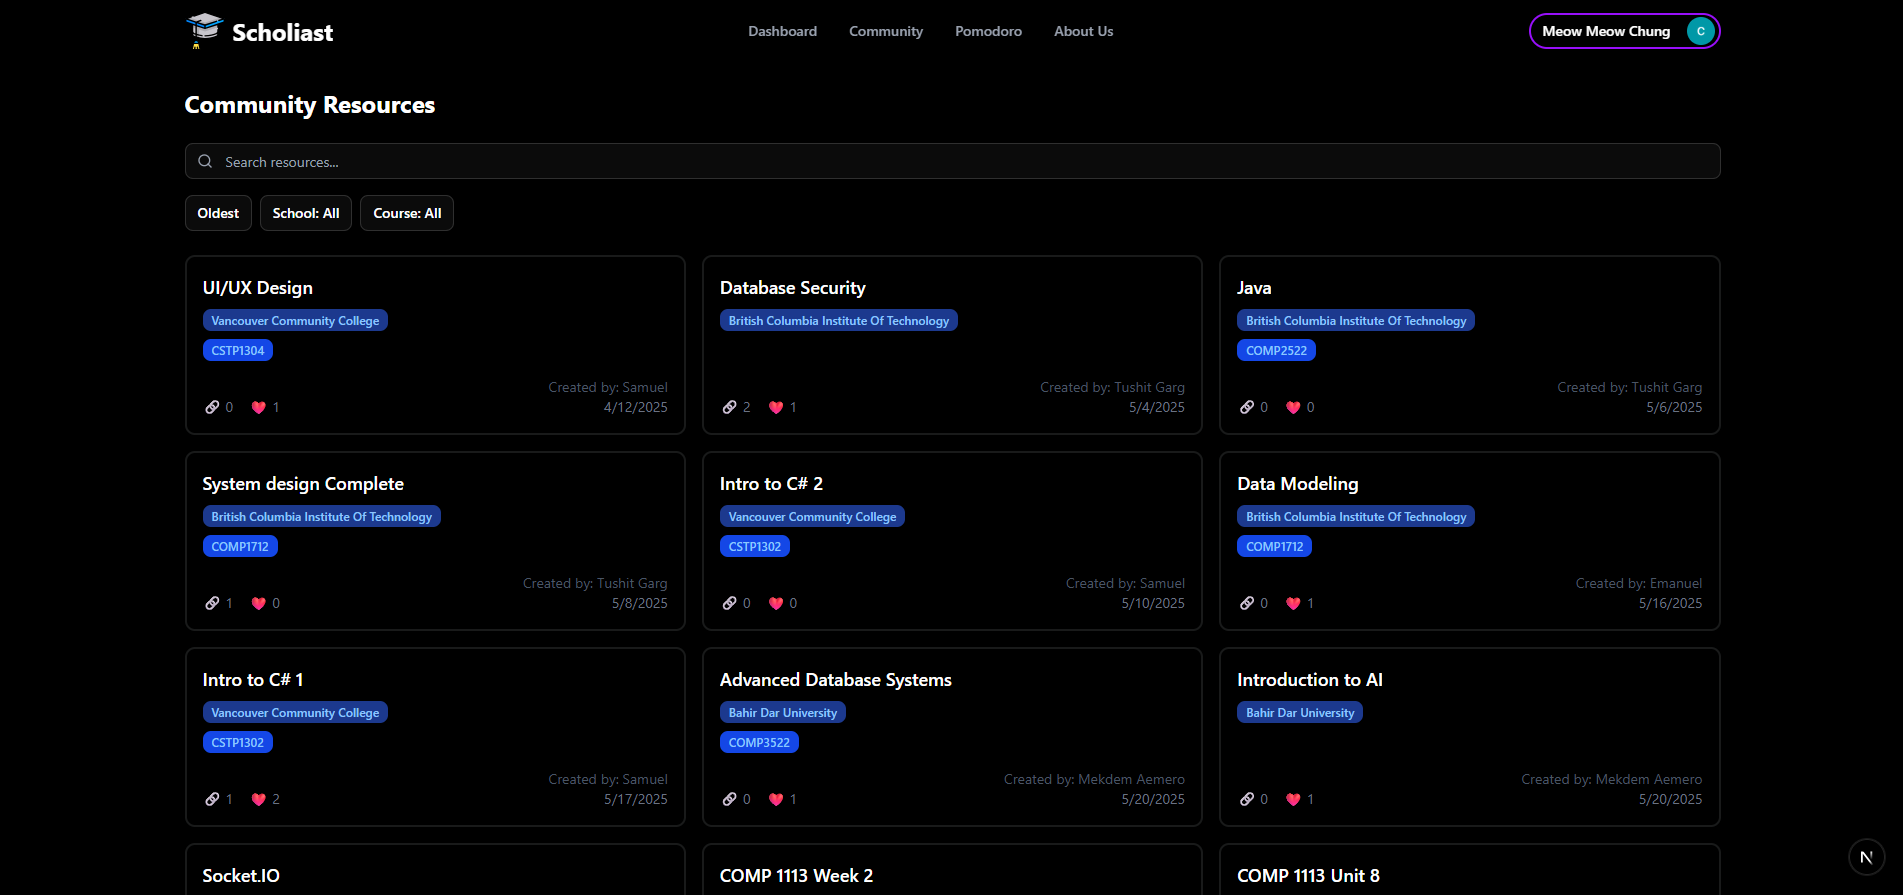 Scholiast
Dashboard Community Pomodoro About Us
Meow Meow Chung C
Community Resources
Search resources...
Oldest School: All Course: All
UI/UX Design
Vancouver Community College
CSTP1304
Created by: Samuel
0 1 4/12/2025
Database Security
British Columbia Institute Of Technology
Created by: Tushit Garg
2 1 5/4/2025
Java
British Columbia Institute Of Technology
COMP2522
Created by: Tushit Garg
0 0 5/6/2025
System design Complete
British Columbia Institute Of Technology
COMP1712
Created by: Tushit Garg
1 0 5/8/2025
Intro to C# 2
Vancouver Community College
CSTP1302
Created by: Samuel
0 0 5/10/2025
Data Modeling
British Columbia Institute Of Technology
COMP1712
Created by: Emanuel
0 1 5/16/2025
Intro to C# 1
Vancouver Community College
CSTP1302
Created by: Samuel
1 2 5/17/2025
Advanced Database Systems
Bahir Dar University
COMP3522
Created by: Mekdem Aemero
0 1 5/20/2025
Introduction to AI
Bahir Dar University
Created by: Mekdem Aemero
0 1 5/20/2025
Socket.IO
COMP 1113 Week 2
COMP 1113 Unit 8
N